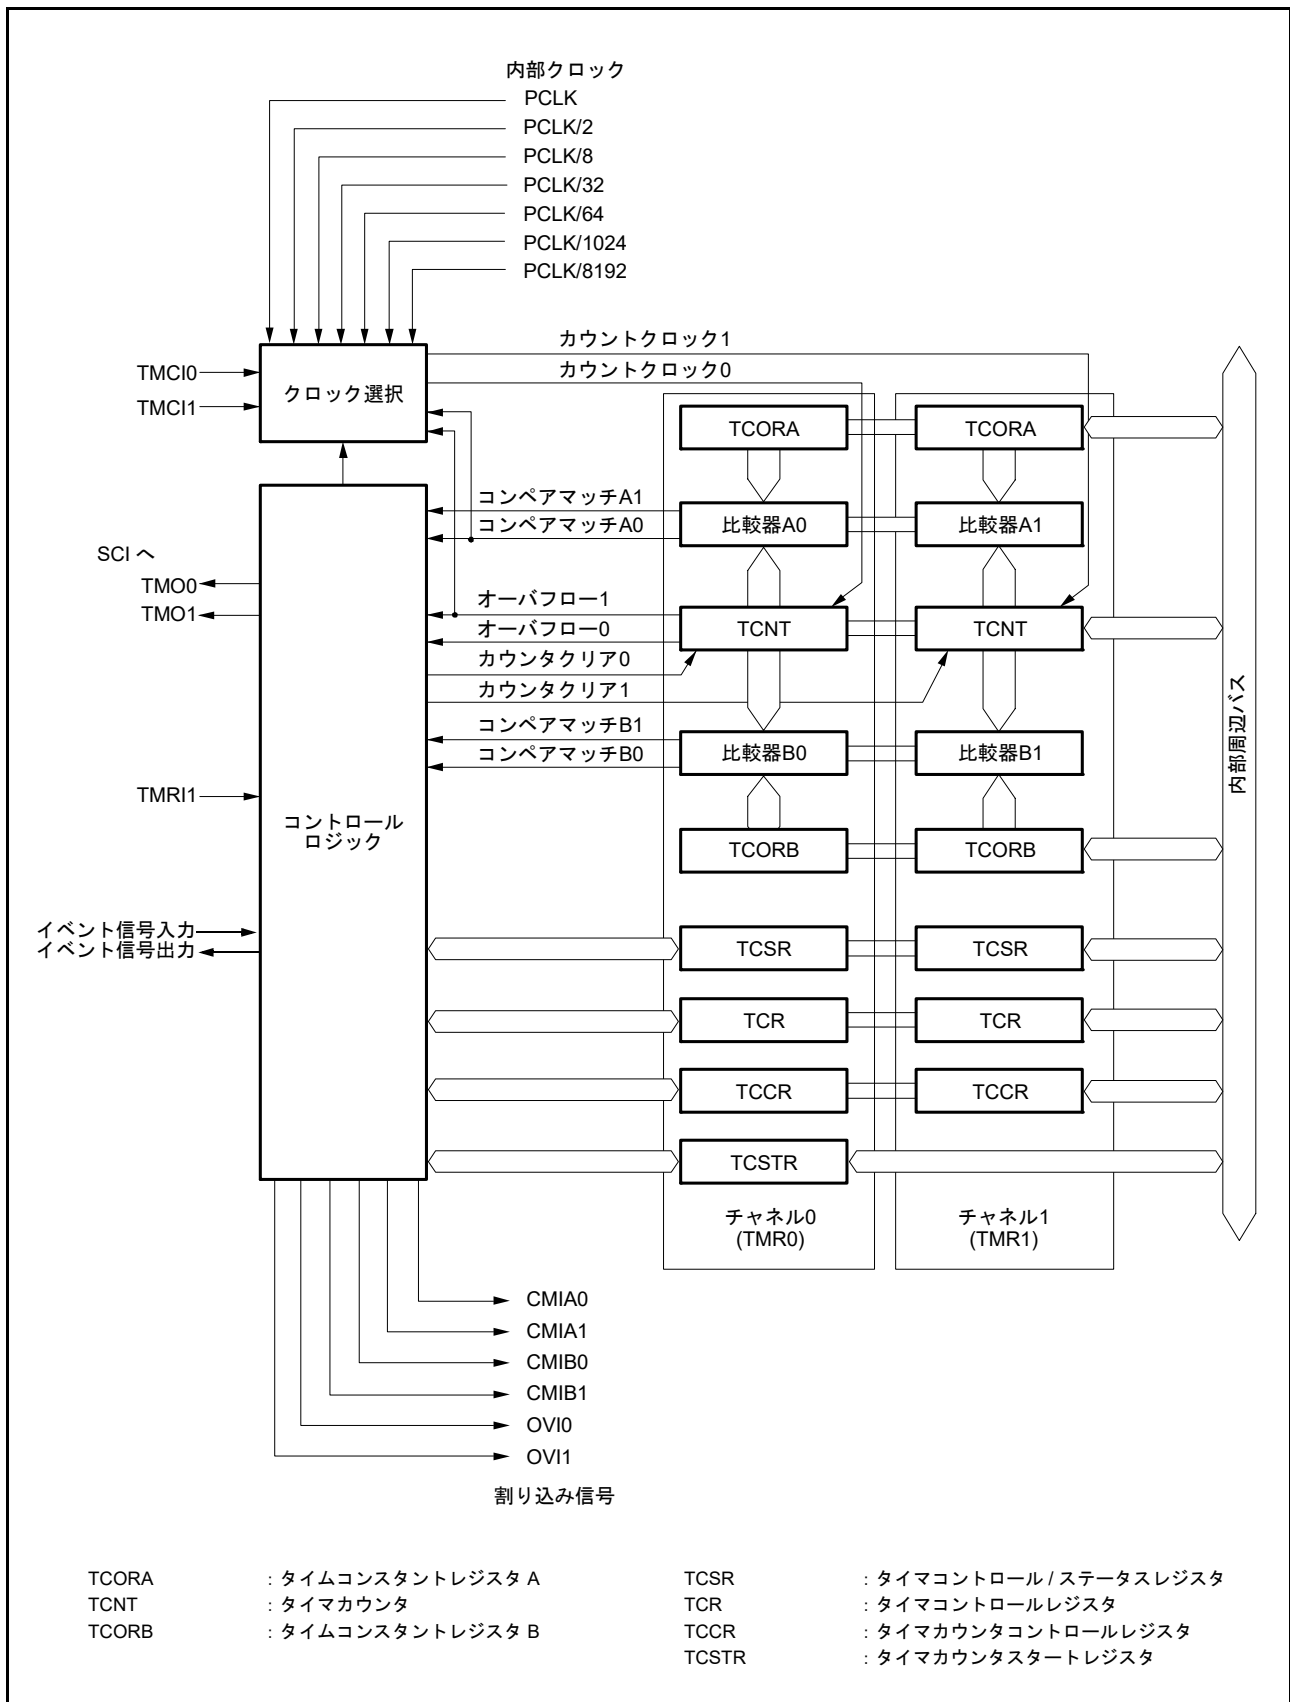 内部クロック
PCLK
PCLK/2
PCLK/8
PCLK/32
PCLK/64
PCLK/1024
PCLK/8192
カウントクロック1
カウントクロック0
TMCI0
TMCI1
クロック選択
TCORA
TCORA
コンペアマッチA1
コンペアマッチA0
比較器A0
比較器A1
SCI へ
TMO0
TMO1
オーバフロー1
オーバフロー0
カウンタクリア0
カウンタクリア1
TCNT
TCNT
コンペアマッチB1
コンペアマッチB0
比較器B0
比較器B1
内部周辺バス
TMRI1
コントロール
ロジック
TCORB
TCORB
イベント信号入力
イベント信号出力
TCSR
TCSR
TCR
TCR
TCCR
TCCR
TCSTR
チャネル0
(TMR0)
チャネル1
(TMR1)
CMIA0
CMIA1
CMIB0
CMIB1
OVI0
OVI1
割り込み信号
TCORA : タイムコンスタントレジスタ A
TCNT : タイマカウンタ
TCORB : タイムコンスタントレジスタ B
TCSR : タイマコントロール / ステータスレジスタ
TCR : タイマコントロールレジスタ
TCCR : タイマカウンタコントロールレジスタ
TCSTR : タイマカウンタスタートレジスタ